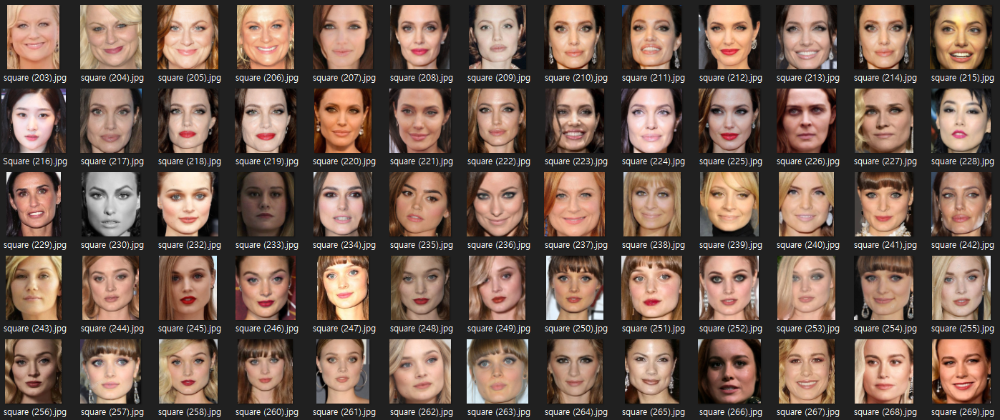 square (203).jpg square (204).jpg square (205).jpg square (206).jpg square (207).jpg square (208).jpg square (209).jpg square (210).jpg square (211).jpg square (212).jpg square (213).jpg square (214).jpg square (215).jpg
Square (216).jpg square (217).jpg square (218).jpg square (219).jpg square (220).jpg square (221).jpg square (222).jpg square (223).jpg square (224).jpg square (225).jpg square (226).jpg square (227).jpg square (228).jpg
square (229).jpg square (230).jpg square (232).jpg square (233).jpg square (234).jpg square (235).jpg square (236).jpg square (237).jpg square (238).jpg square (239).jpg square (240).jpg square (241).jpg square (242).jpg
square (243).jpg square (244).jpg square (245).jpg square (246).jpg square (247).jpg square (248).jpg square (249).jpg square (250).jpg square (251).jpg square (252).jpg square (253).jpg square (254).jpg square (255).jpg
square (256).jpg square (257).jpg square (258).jpg square (260).jpg square (261).jpg square (262).jpg square (263).jpg square (264).jpg square (265).jpg square (266).jpg square (267).jpg square (268).jpg square (269).jpg